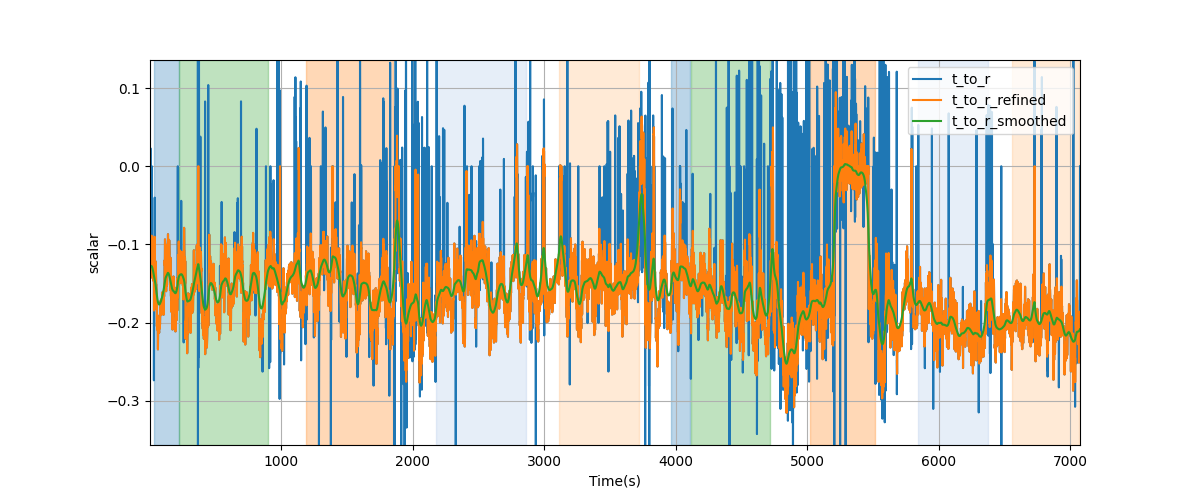 0.1
0.0
−0.1
−0.2
−0.3
scalar
1000 2000 3000 4000 5000 6000 7000
Time(s)
t_to_r
t_to_r_refined
t_to_r_smoothed